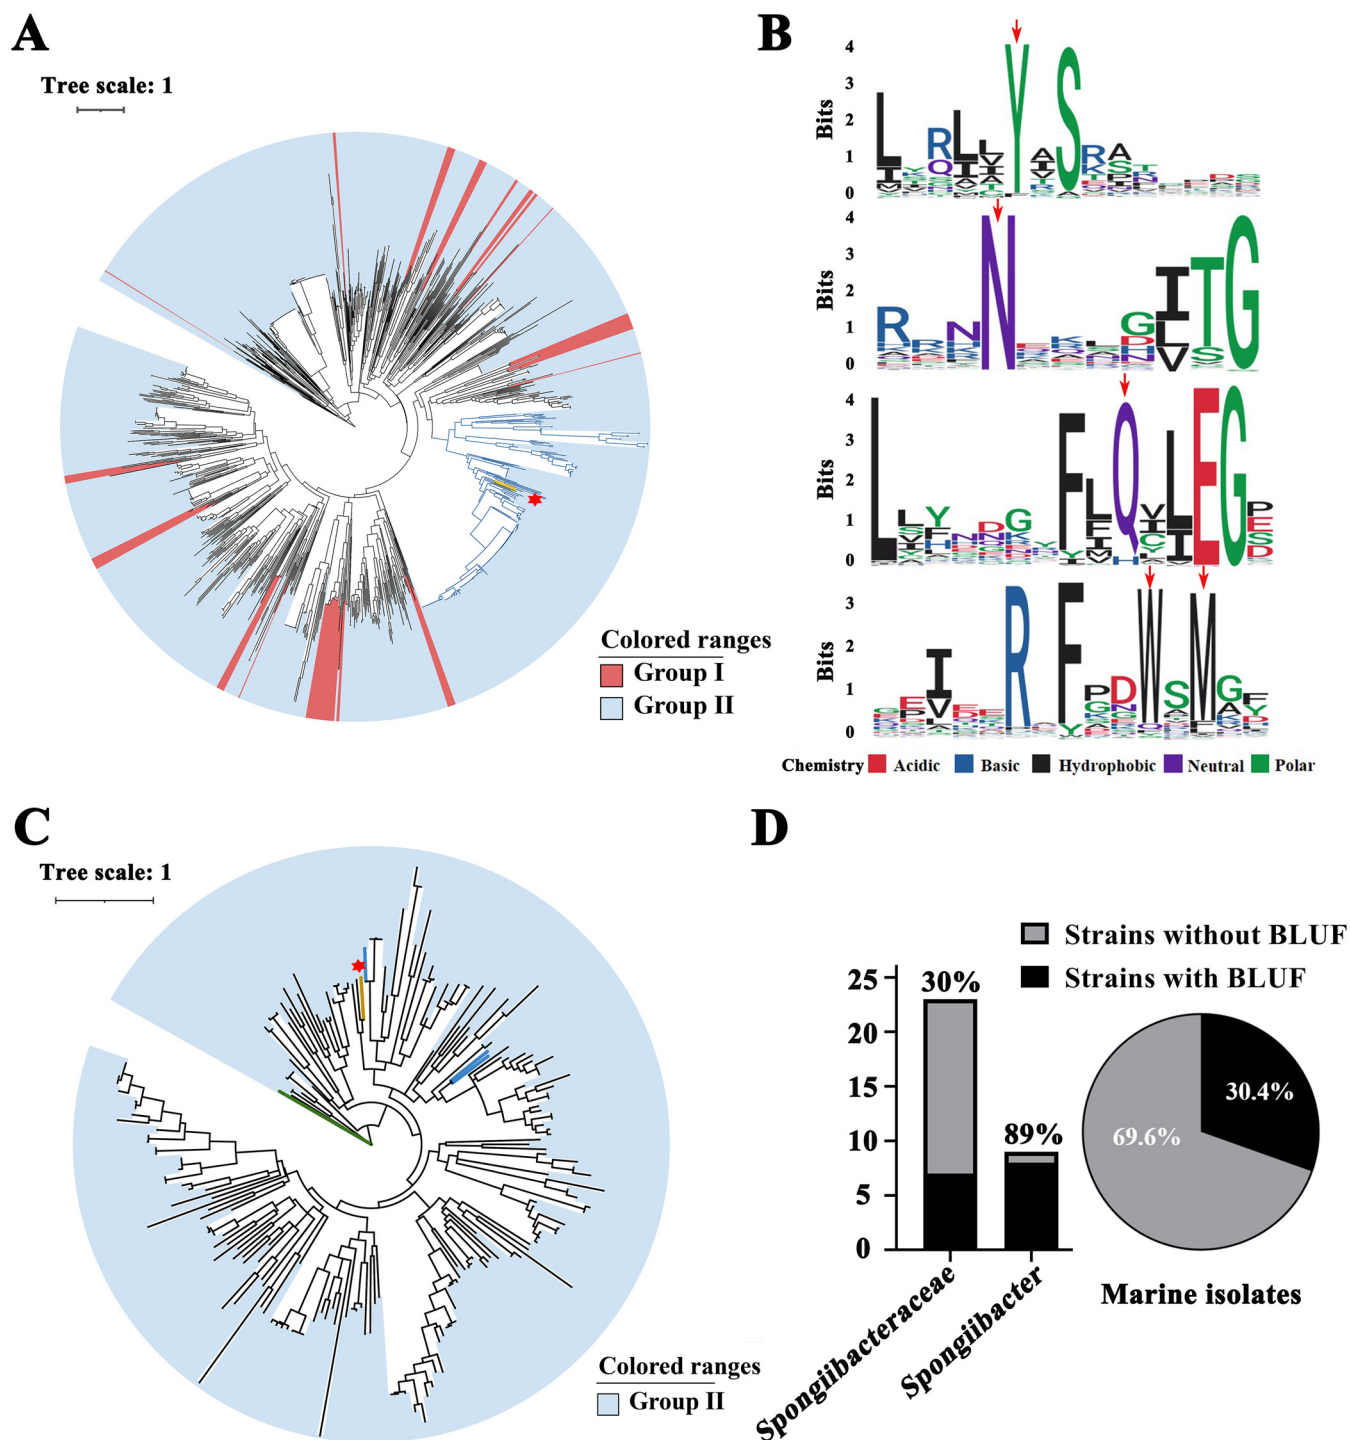 A
Tree scale: 1
Colored ranges
Group I
Group II
B
4
3
2
1
0
Bits
4
3
2
1
0
Bits
4
3
2
1
0
Bits
3
2
1
0
Bits
Chemistry Acidic Basic Hydrophobic Neutral Polar
C
Tree scale: 1
Colored ranges
Group II
D
Strains without BLUF
Strains with BLUF
25
20
15
10
5
0
30%
89%
Spongiibacteraceae
Spongiibacter
30.4%
69.6%
Marine isolates